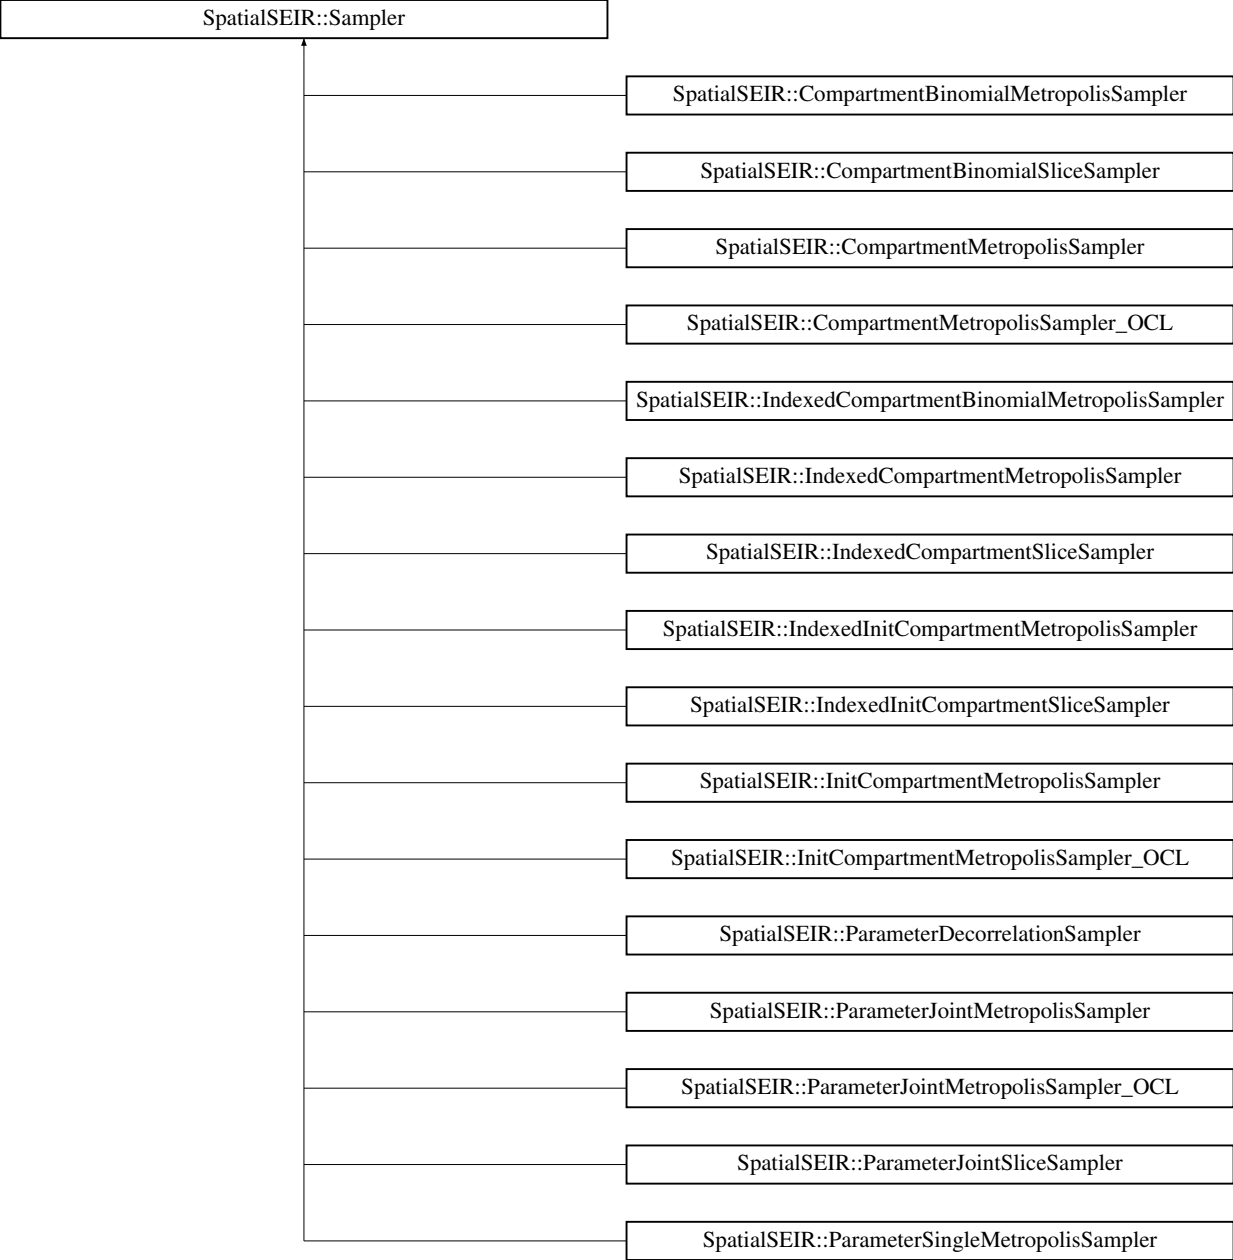 SpatialSEIR::Sampler
SpatialSEIR::CompartmentBinomialMetropolisSampler
SpatialSEIR::CompartmentBinomialSliceSampler
SpatialSEIR::CompartmentMetropolisSampler
SpatialSEIR::CompartmentMetropolisSampler_OCL
SpatialSEIR::IndexedCompartmentBinomialMetropolisSampler
SpatialSEIR::IndexedCompartmentMetropolisSampler
SpatialSEIR::IndexedCompartmentSliceSampler
SpatialSEIR::IndexedInitCompartmentMetropolisSampler
SpatialSEIR::IndexedInitCompartmentSliceSampler
SpatialSEIR::InitCompartmentMetropolisSampler
SpatialSEIR::InitCompartmentMetropolisSampler_OCL
SpatialSEIR::ParameterDecorrelationSampler
SpatialSEIR::ParameterJointMetropolisSampler
SpatialSEIR::ParameterJointMetropolisSampler_OCL
SpatialSEIR::ParameterJointSliceSampler
SpatialSEIR::ParameterSingleMetropolisSampler